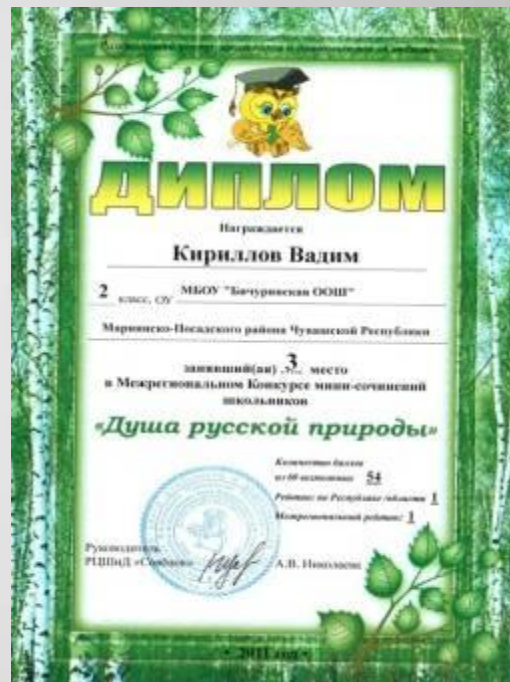 ДИПЛОМ
Награждается
Кириллов Вадим
2 класс, ОУ МБОУ "Бичуринская ООШ"
Мариинско-Посадского района Чувашской Республики
занявший(ая) 3 место
в Межрегиональном Конкурсе мини-сочинений
школьников
«Душа русской природы»
Количество баллов
из 60 возможных 54
Рейтинг по Республике /области 1
Межрегиональный рейтинг: 1
Руководитель
РЦПиД А.В. Николаева
• 2011 год •